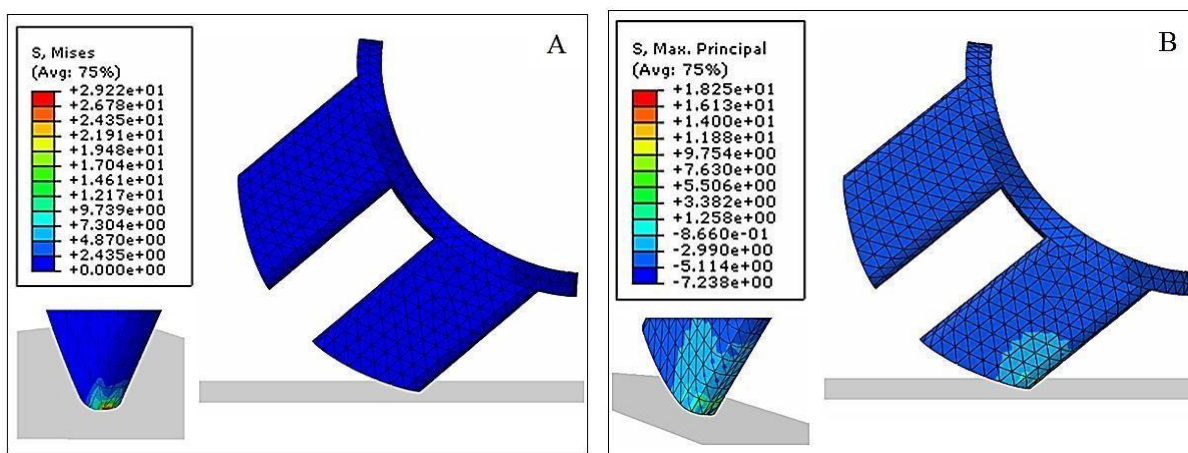 S, Mises
(Avg: 75%)
+2.922e+01
+2.678e+01
+2.435e+01
+2.191e+01
+1.948e+01
+1.704e+01
+1.461e+01
+1.217e+01
+9.739e+00
+7.304e+00
+4.870e+00
+2.435e+00
+0.000e+00
A
S, Max. Principal
(Avg: 75%)
+1.825e+01
+1.613e+01
+1.400e+01
+1.188e+01
+9.754e+00
+7.630e+00
+5.506e+00
+3.382e+00
+1.258e+00
-8.660e-01
-2.990e+00
-5.114e+00
-7.238e+00
B